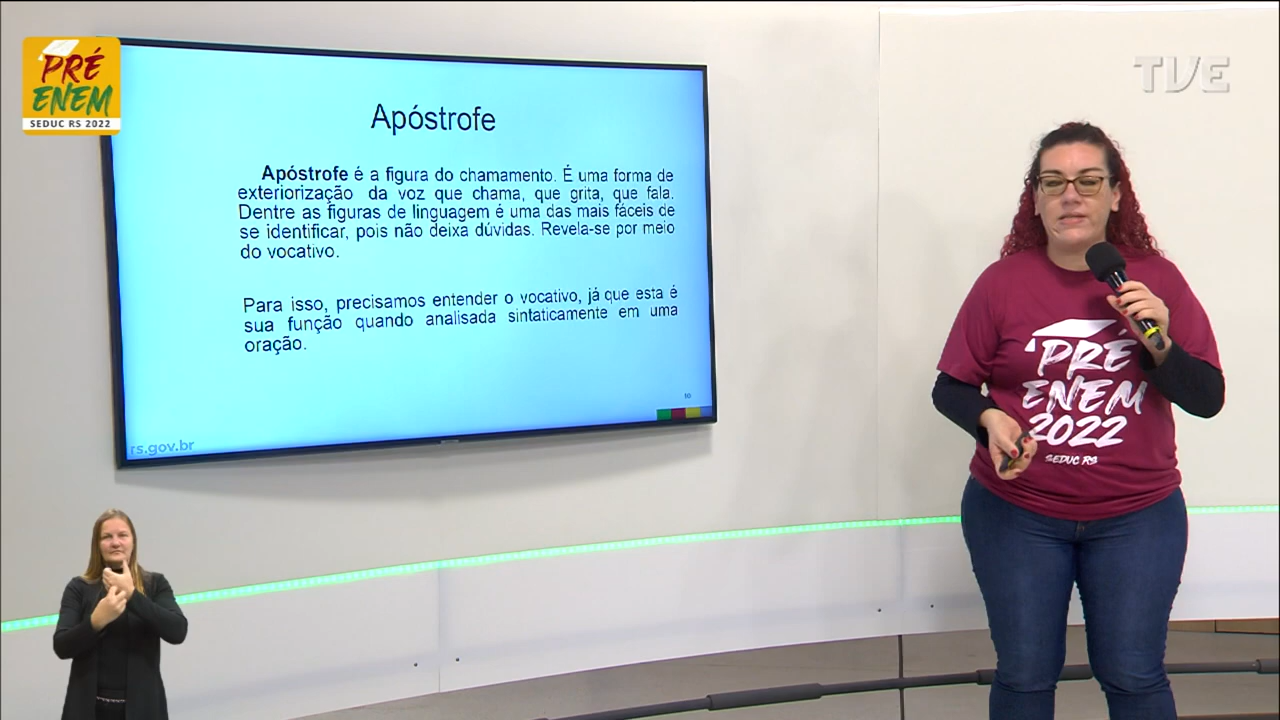 PRÉ
ENEM
SEDUC RS 2022
TVE
Apóstrofe
Apóstrofe é a figura do chamamento. É uma forma de
exteriorização da voz que chama, que grita, que fala.
Dentre as figuras de linguagem é uma das mais fáceis de
se identificar, pois não deixa dúvidas. Revela-se por meio
do vocativo.
Para isso, precisamos entender o vocativo, já que esta é
sua função quando analisada sintaticamente em uma
oração.
10
rs.gov.br
PRÉ
ENEM
2022
SEDUC RS